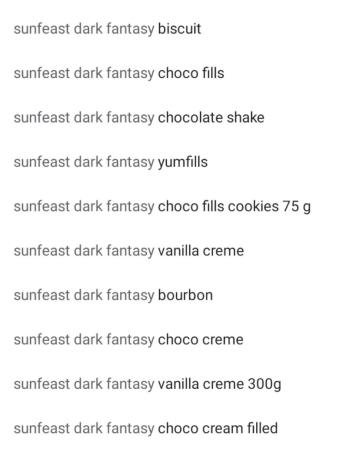 sunfeast dark fantasy biscuit
sunfeast dark fantasy choco fills
sunfeast dark fantasy chocolate shake
sunfeast dark fantasy yumfills
sunfeast dark fantasy choco fills cookies 75 g
sunfeast dark fantasy vanilla creme
sunfeast dark fantasy bourbon
sunfeast dark fantasy choco creme
sunfeast dark fantasy vanilla creme 300g
sunfeast dark fantasy choco cream filled